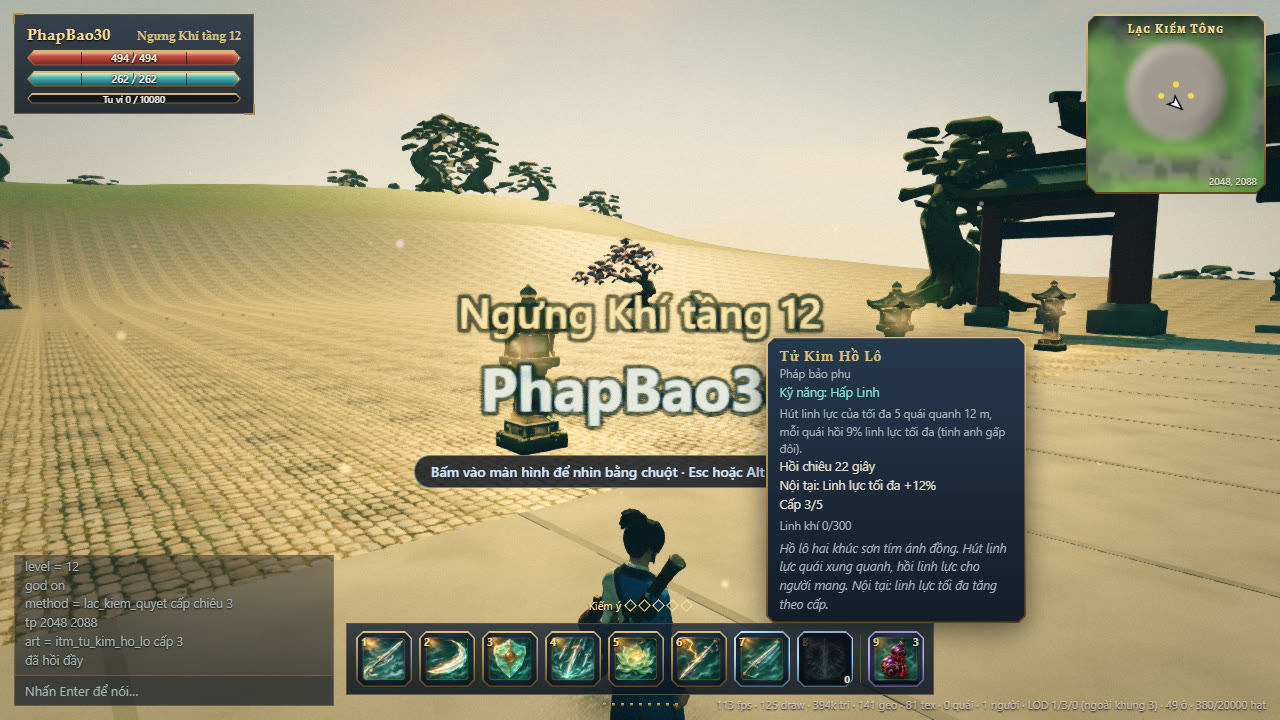 PhapBao30 Ngưng Khí tầng 12
494 / 494
262 / 262
Tu vi 0 / 10080
LẠC KIẾM TÔNG
2048, 2088
Ngưng Khí tầng 12
PhapBao3
Bấm vào màn hình để nhìn bằng chuột · Esc hoặc Alt
Tử Kim Hồ Lô
Pháp bảo phụ
Kỹ năng: Hấp Linh
Hút linh lực của tối đa 5 quái quanh 12 m,
mỗi quái hồi 9% linh lực tối đa (tinh anh gấp
đôi).
Hồi chiêu 22 giây
Nội tại: Linh lực tối đa +12%
Cấp 3/5
Linh khí 0/300
Hồ lô hai khúc sơn tím ánh đồng. Hút linh
lực quái xung quanh, hồi linh lực cho
người mang. Nội tại: linh lực tối đa tăng
theo cấp.
level = 12
god on
method = lac_kiem_quyet cấp chiêu 3
tp 2048 2088
art = itm_tu_kim_ho_lo cấp 3
đã hồi đầy
Nhấn Enter để nói...
Kiếm ý
1 2 3 4 5 6 7 8 0 9 3
113 fps · 125 draw · 394k tri · 141 geo · 81 tex · 0 quái · 1 người · LOD 1/3/0 (ngoài khung 3) · 49 ô · 380/20000 hạt